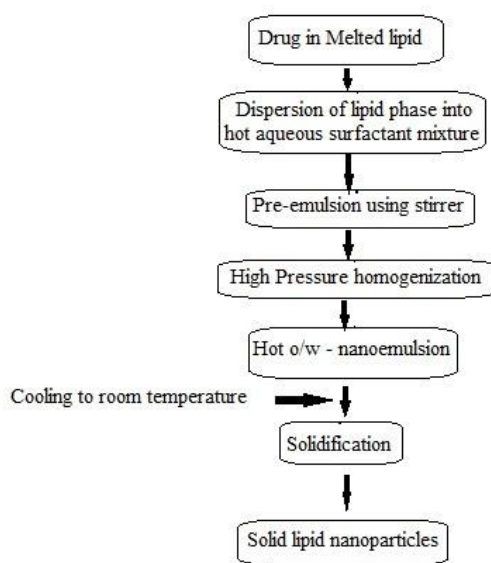 Drug in Melted lipid
Dispersion of lipid phase into
hot aqueous surfactant mixture
Pre-emulsion using stirrer
High Pressure homogenization
Hot o/w - nanoemulsion
Cooling to room temperature
Solidification
Solid lipid nanoparticles